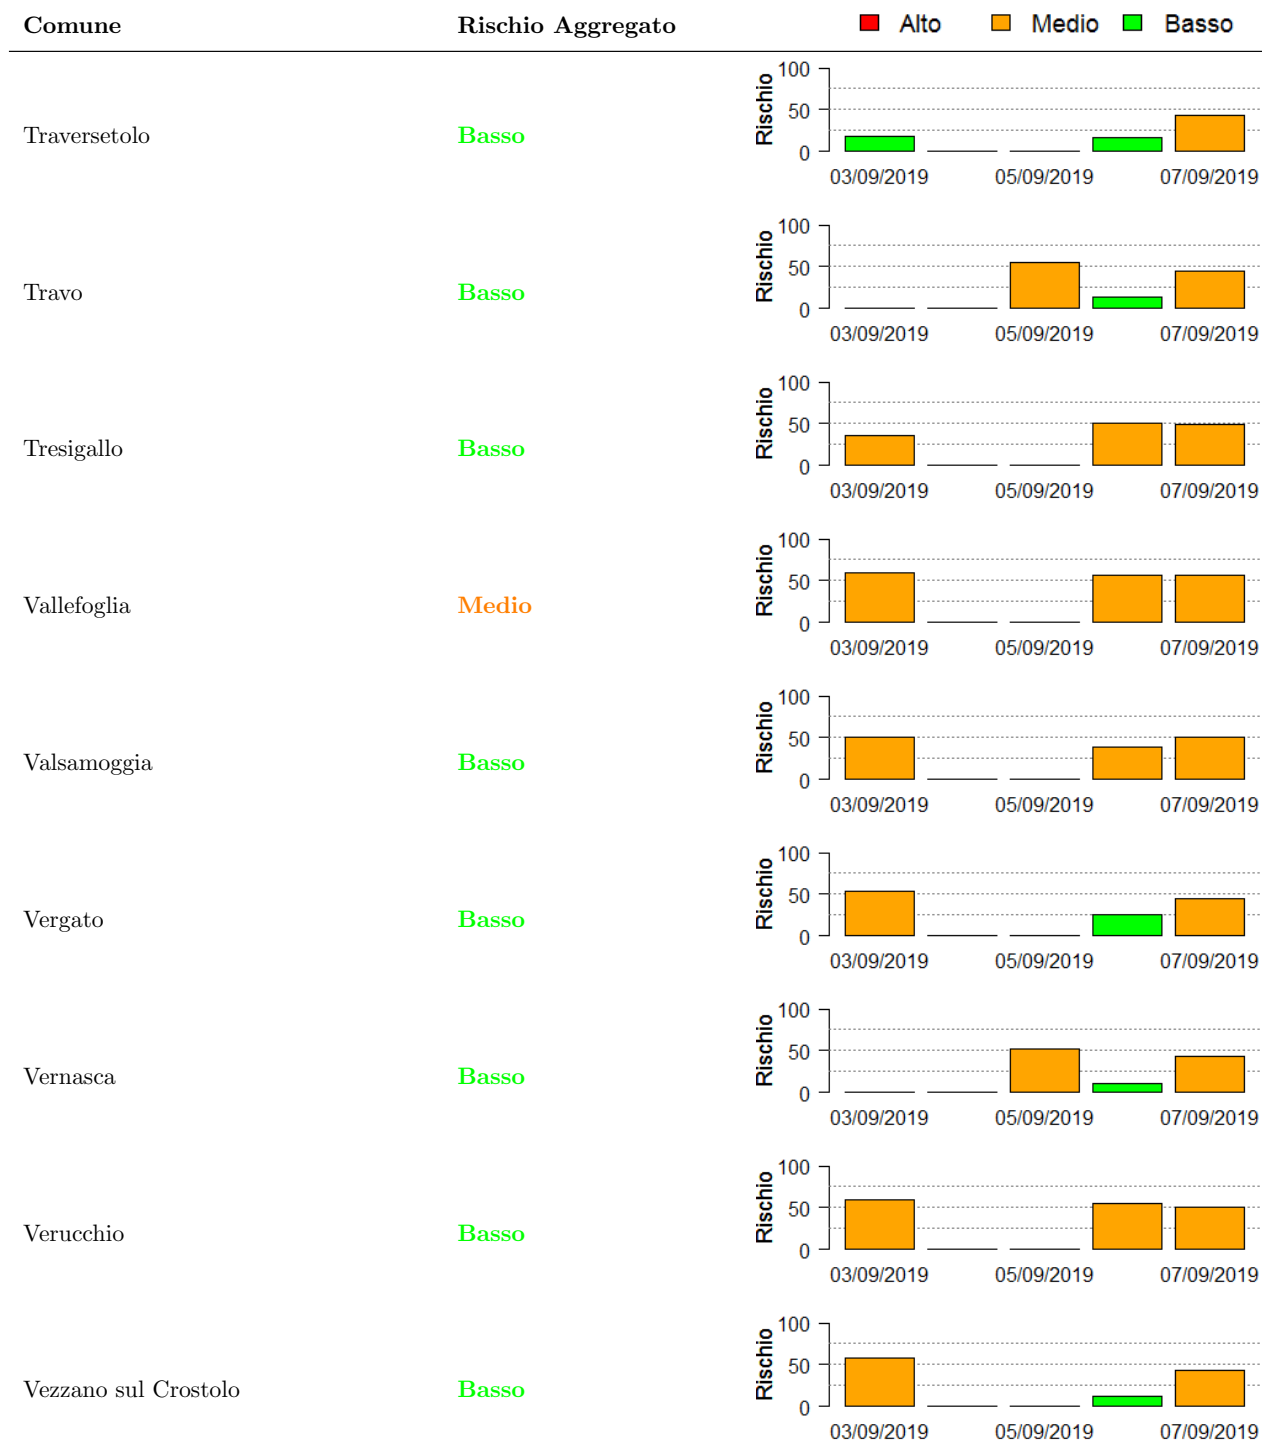 Comune Rischio Aggregato Alto Medio Basso
100
50
0
Rischio
Traversetolo Basso
03/09/2019 05/09/2019 07/09/2019
100
50
0
Rischio
Travo Basso
03/09/2019 05/09/2019 07/09/2019
100
50
0
Rischio
Tresigallo Basso
03/09/2019 05/09/2019 07/09/2019
100
50
0
Rischio
Vallefoglia Medio
03/09/2019 05/09/2019 07/09/2019
100
50
0
Rischio
Valsamoggia Basso
03/09/2019 05/09/2019 07/09/2019
100
50
0
Rischio
Vergato Basso
03/09/2019 05/09/2019 07/09/2019
100
50
0
Rischio
Vernasca Basso
03/09/2019 05/09/2019 07/09/2019
100
50
0
Rischio
Verucchio Basso
03/09/2019 05/09/2019 07/09/2019
100
50
0
Rischio
Vezzano sul Crostolo Basso
03/09/2019 05/09/2019 07/09/2019